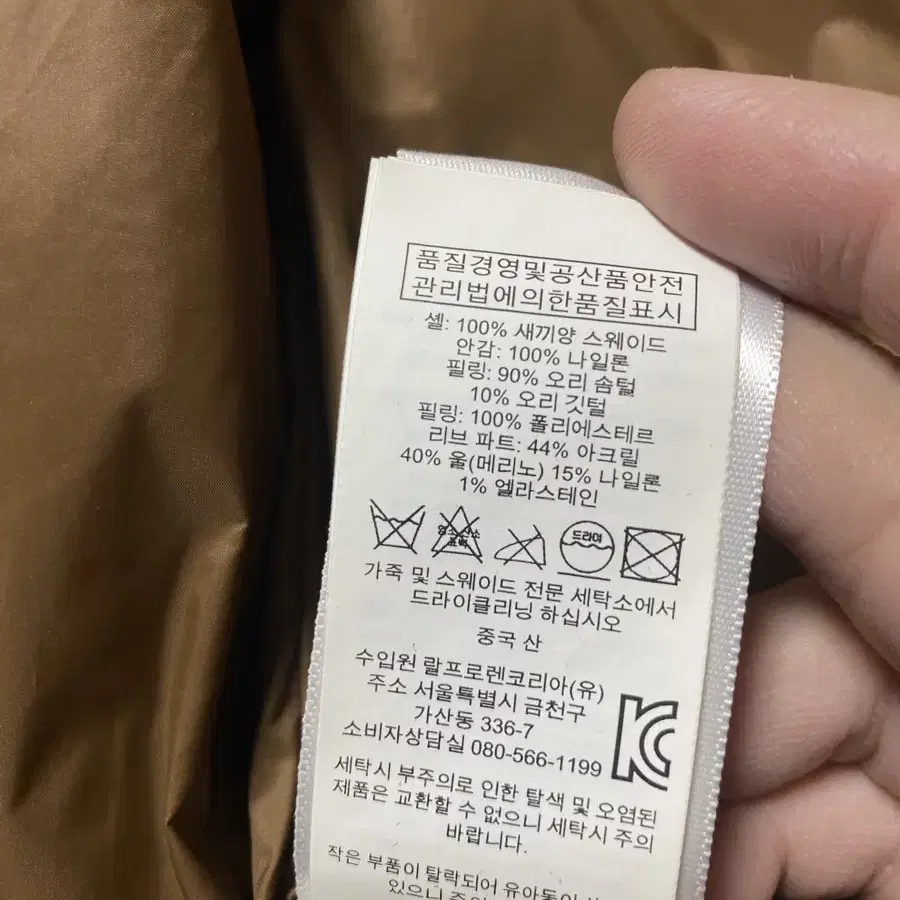 품질경영및공산품안전
관리법에의한품질표시
셸: 100% 새끼양 스웨이드
안감: 100% 나일론
필링: 90% 오리 솜털
10% 오리 깃털
필링: 100% 폴리에스테르
리브 파트: 44% 아크릴
40% 울(메리노) 15% 나일론
1% 엘라스테인
드라이
가죽 및 스웨이드 전문 세탁소에서
드라이클리닝 하십시오
중국 산
수입원 랄프로렌코리아(유)
주소 서울특별시 금천구
가산동 336-7
소비자상담실 080-566-1199
세탁시 부주의로 인한 탈색 및 오염된
제품은 교환할 수 없으니 세탁시 주의
바랍니다.
작은 부품이 탈락되어 유아동이
있으니